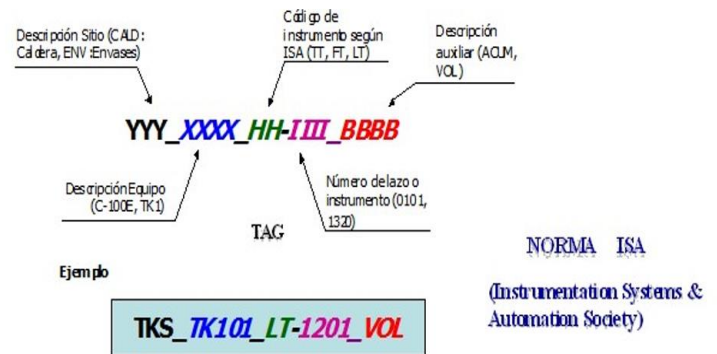 Descripción Sitio (CALD:
Caldera, ENV :Envases)
Código de
instrumento según
ISA (TT, FT, LT)
Descripción
auxiliar (ACUM,
VOL)
YYY_XXXX_HH-IIII_BBBB
Descripción Equipo
(C-100E, TK1)
Número de lazo o
instrumento (0101,
1320)
TAG
NORMA ISA
(Instrumentation Systems &
Automation Society)
Ejemplo
TKS_TK101_LT-1201_VOL